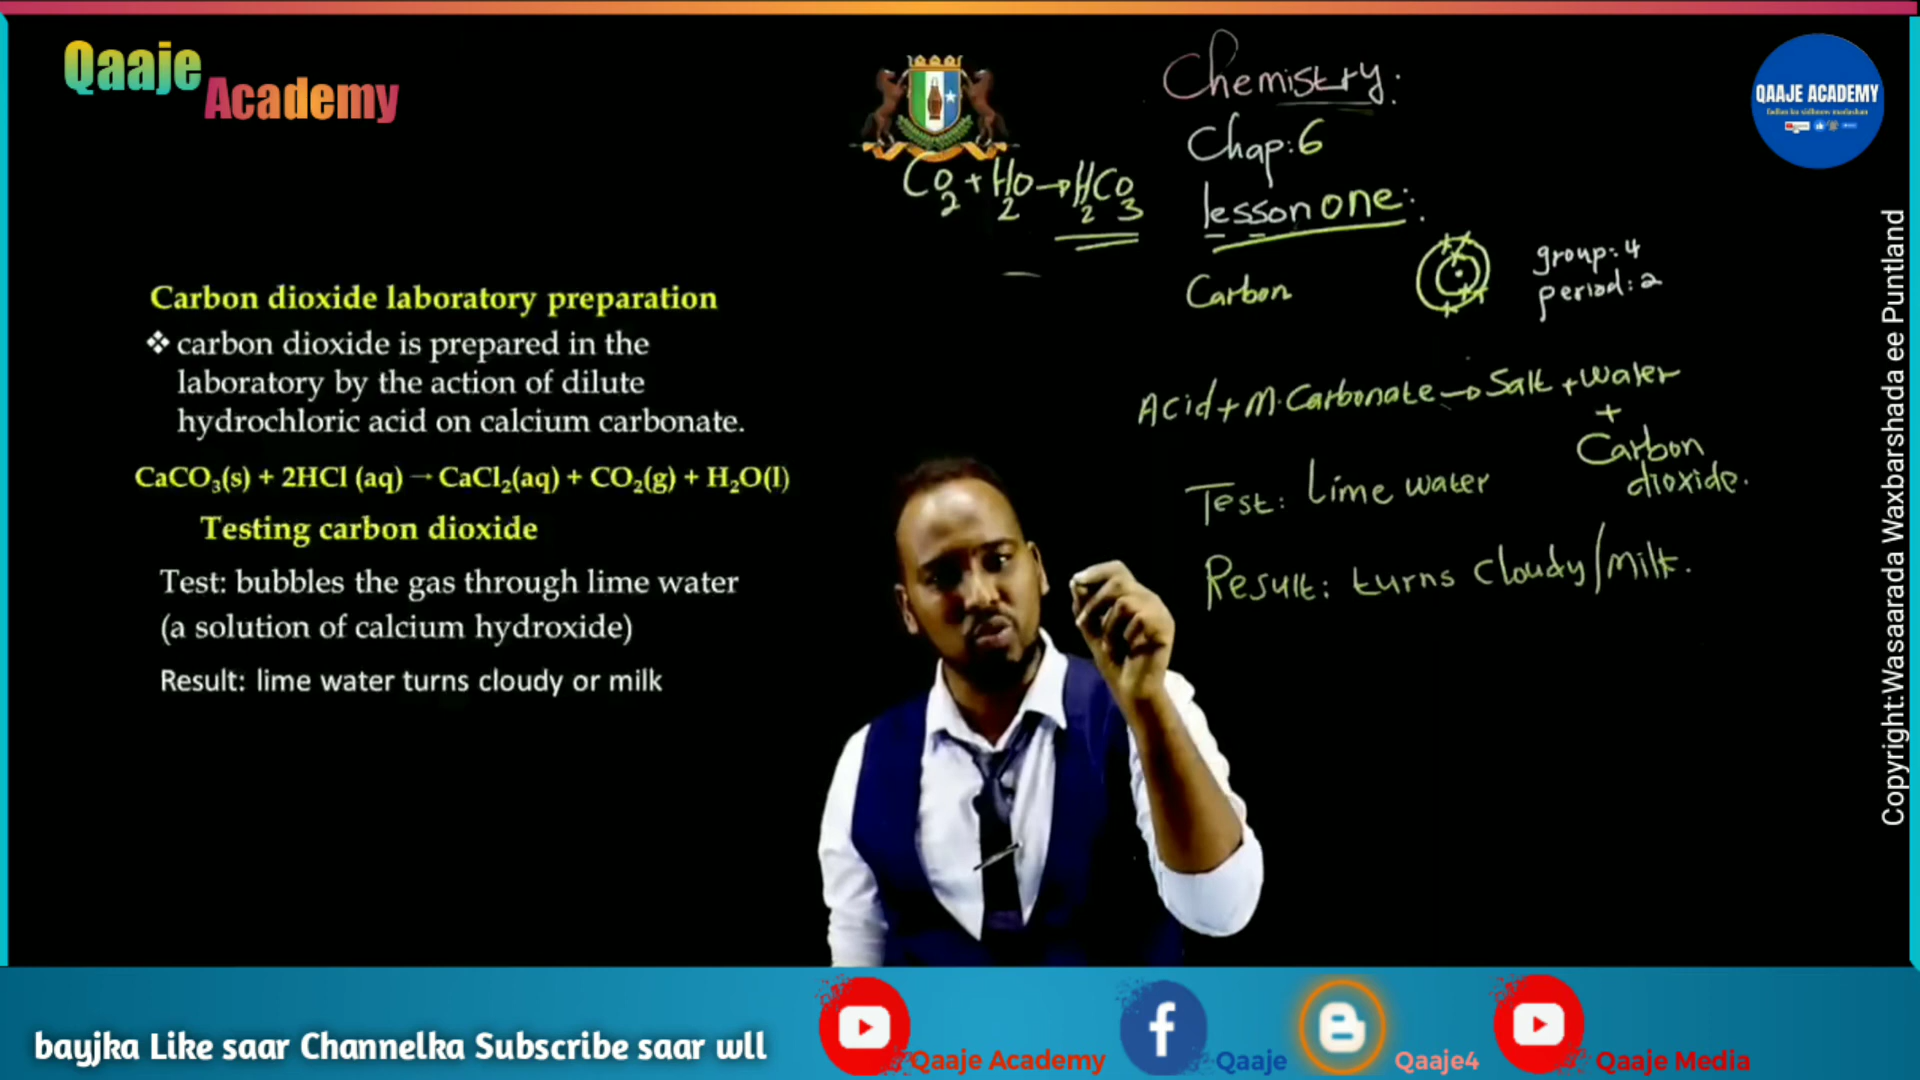 Qaaje
Academy
Carbon dioxide laboratory preparation
❖ carbon dioxide is prepared in the
laboratory by the action of dilute
hydrochloric acid on calcium carbonate.
CaCO₃(s) + 2HCl (aq) → CaCl₂(aq) + CO₂(g) + H₂O(l)
Testing carbon dioxide
Test: bubbles the gas through lime water
(a solution of calcium hydroxide)
Result: lime water turns cloudy or milk
Co₂ + H₂O → H₂Co₃
Chemistry:
Chap: 6
lesson one:
Carbon
group: 4
period: 2
Acid + M. Carbonate → Salt + water
+
Carbon
dioxide.
Test: Lime water
Result: turns cloudy/milk.
QAAJE ACADEMY
Copyright:Wasaarada Waxbarshada ee Puntland
bayjka Like saar Channelka Subscribe saar wll
Qaaje Academy
Qaaje
Qaaje4
Qaaje Media